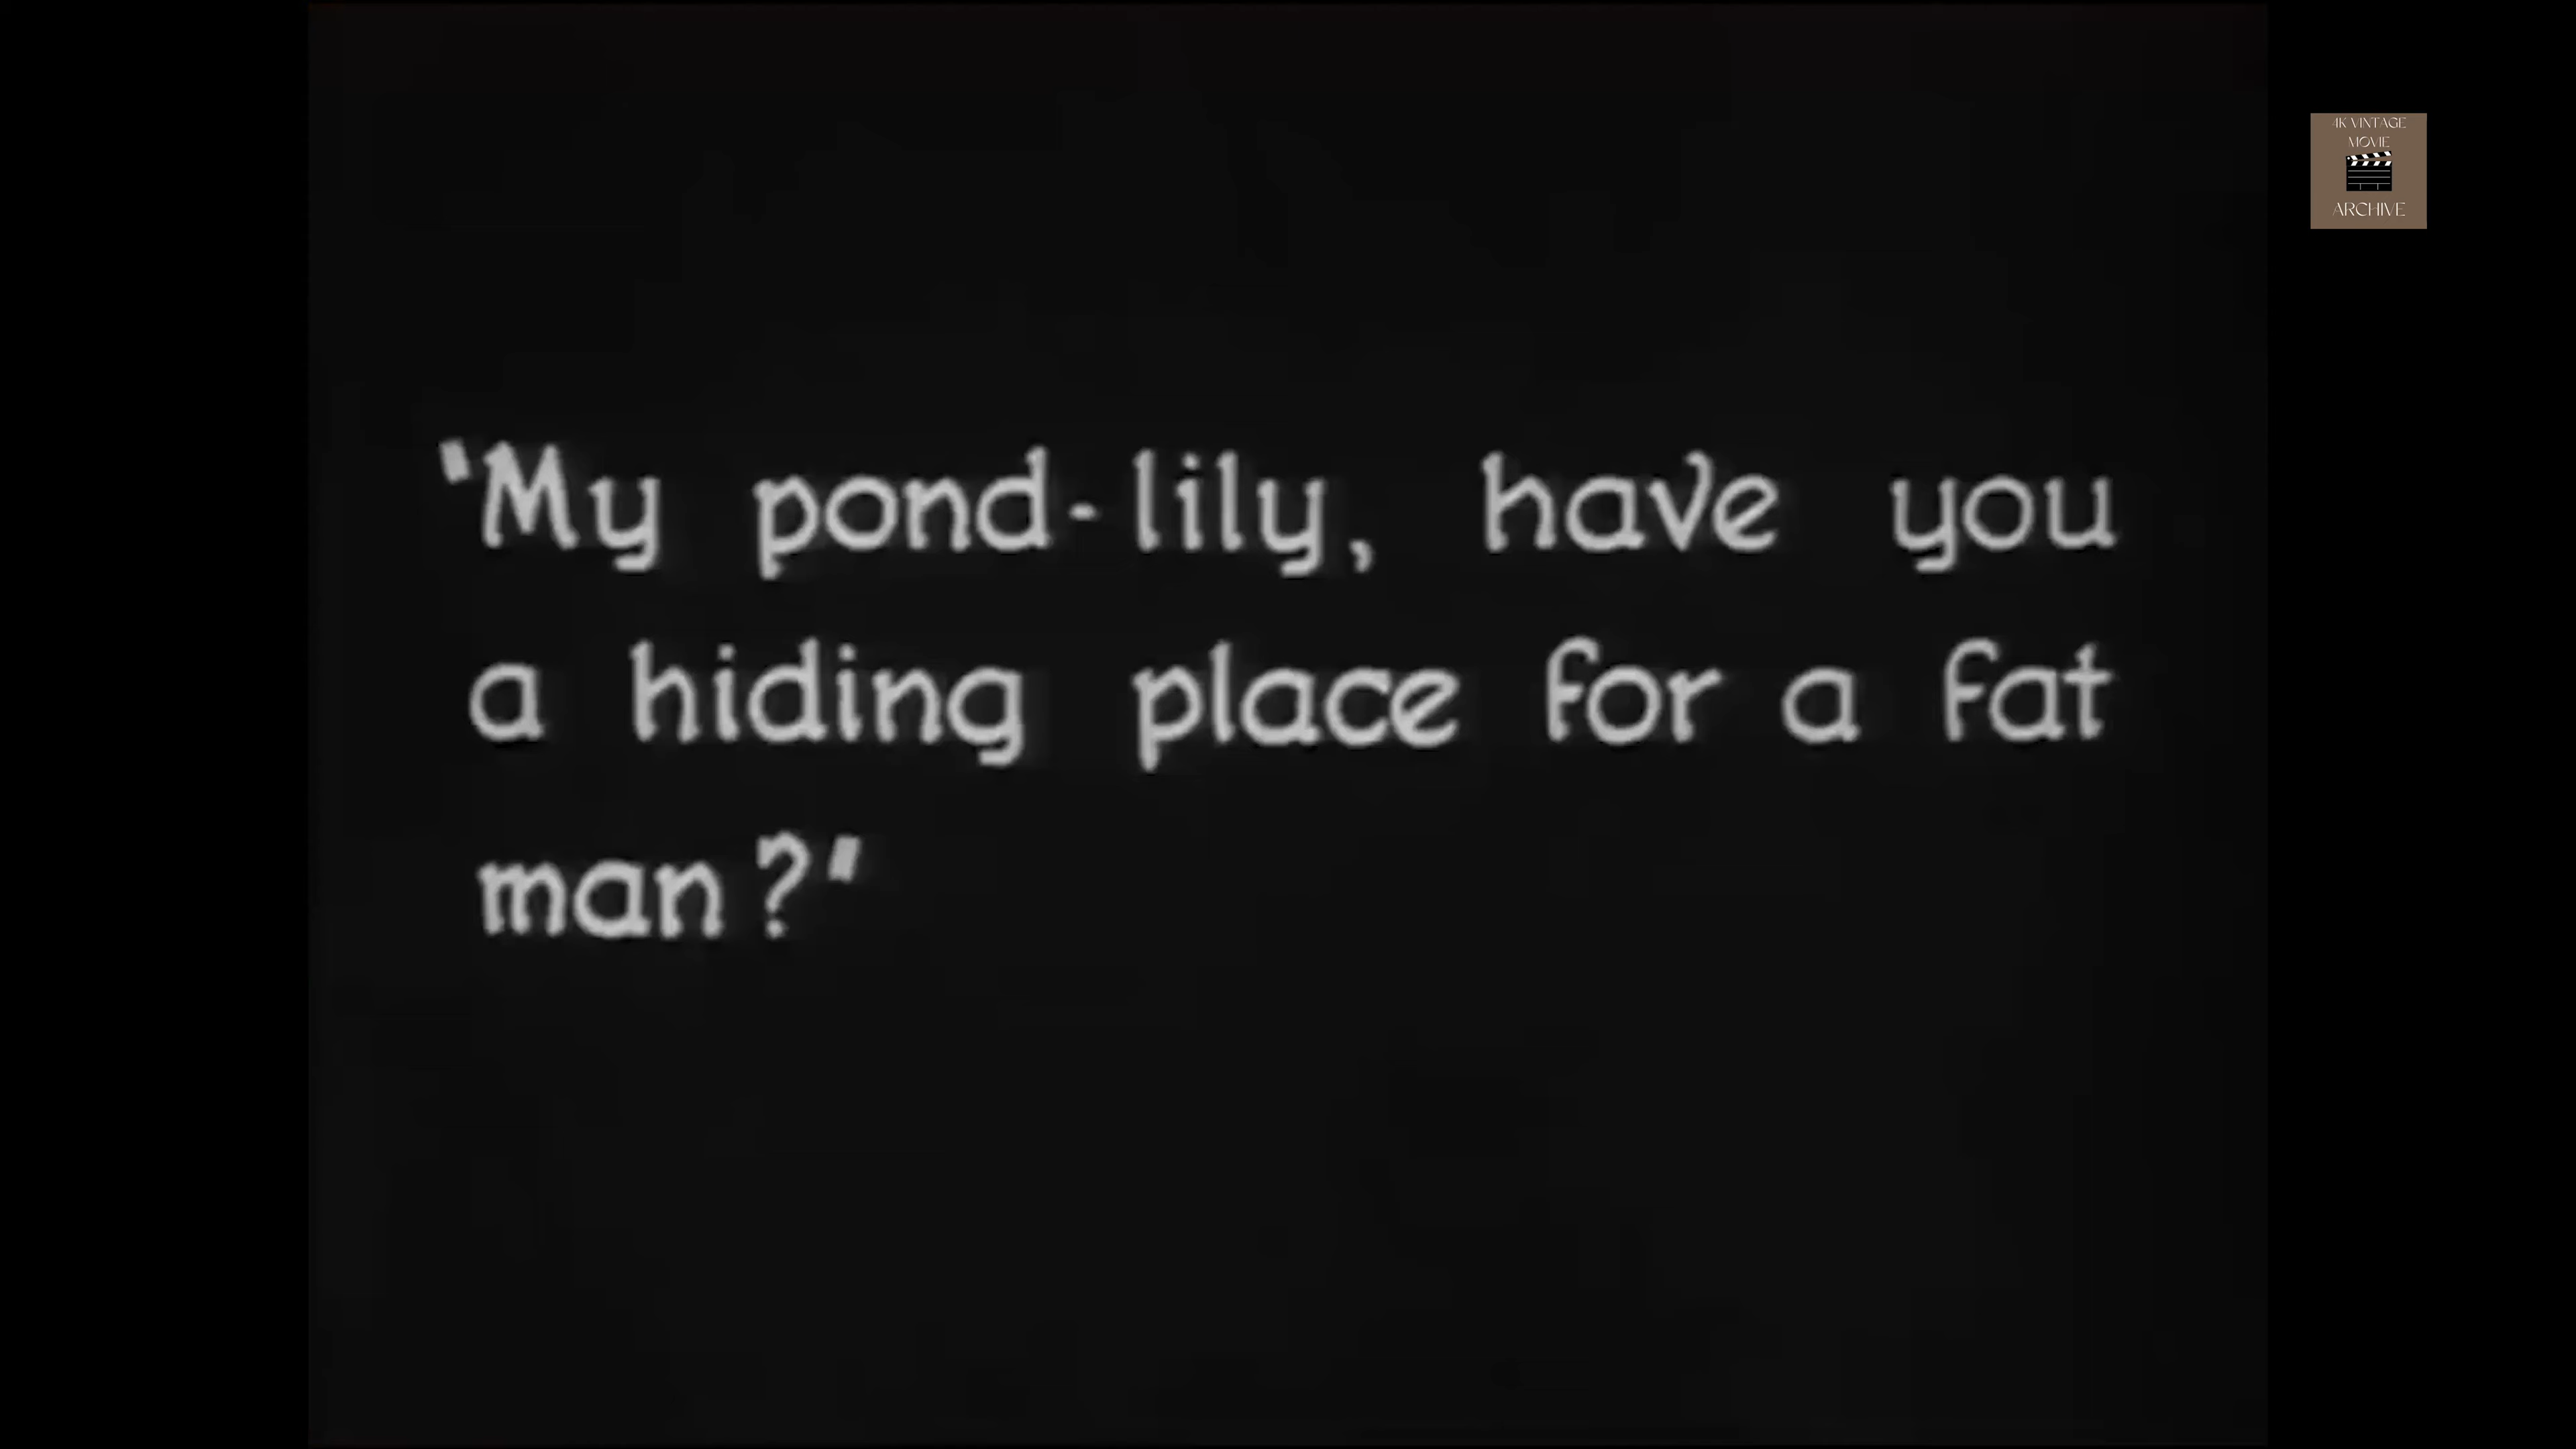 "My pond-lily, have you
a hiding place for a fat
man?"
4K VINTAGE
MOVIE
ARCHIVE